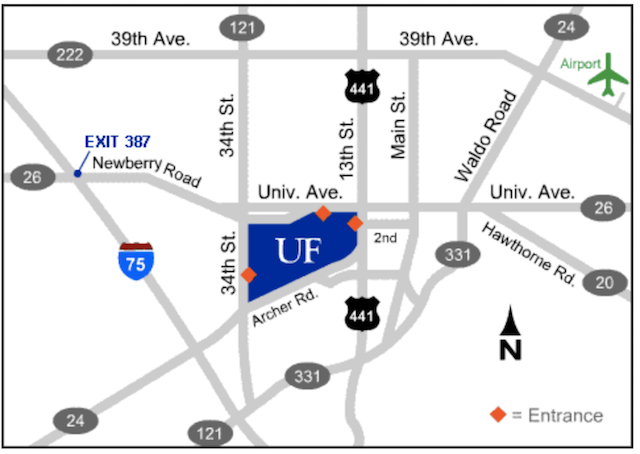 121
24
39th Ave.
39th Ave.
222
Airport
441
34th St.
13th St.
Main St.
Waldo Road
EXIT 387
Newberry Road
26
Univ. Ave.
Univ. Ave.
26
34th St.
UF
2nd
Hawthorne Rd.
331
75
20
Archer Rd.
441
N
331
24
121
= Entrance